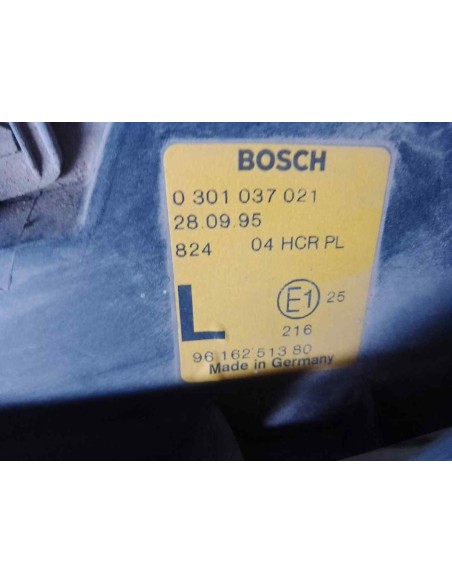 BOSCH
0 301 037 021
28.09.95
824 04 HCR PL
L E1 25
216
96 162 513 80
Made in Germany